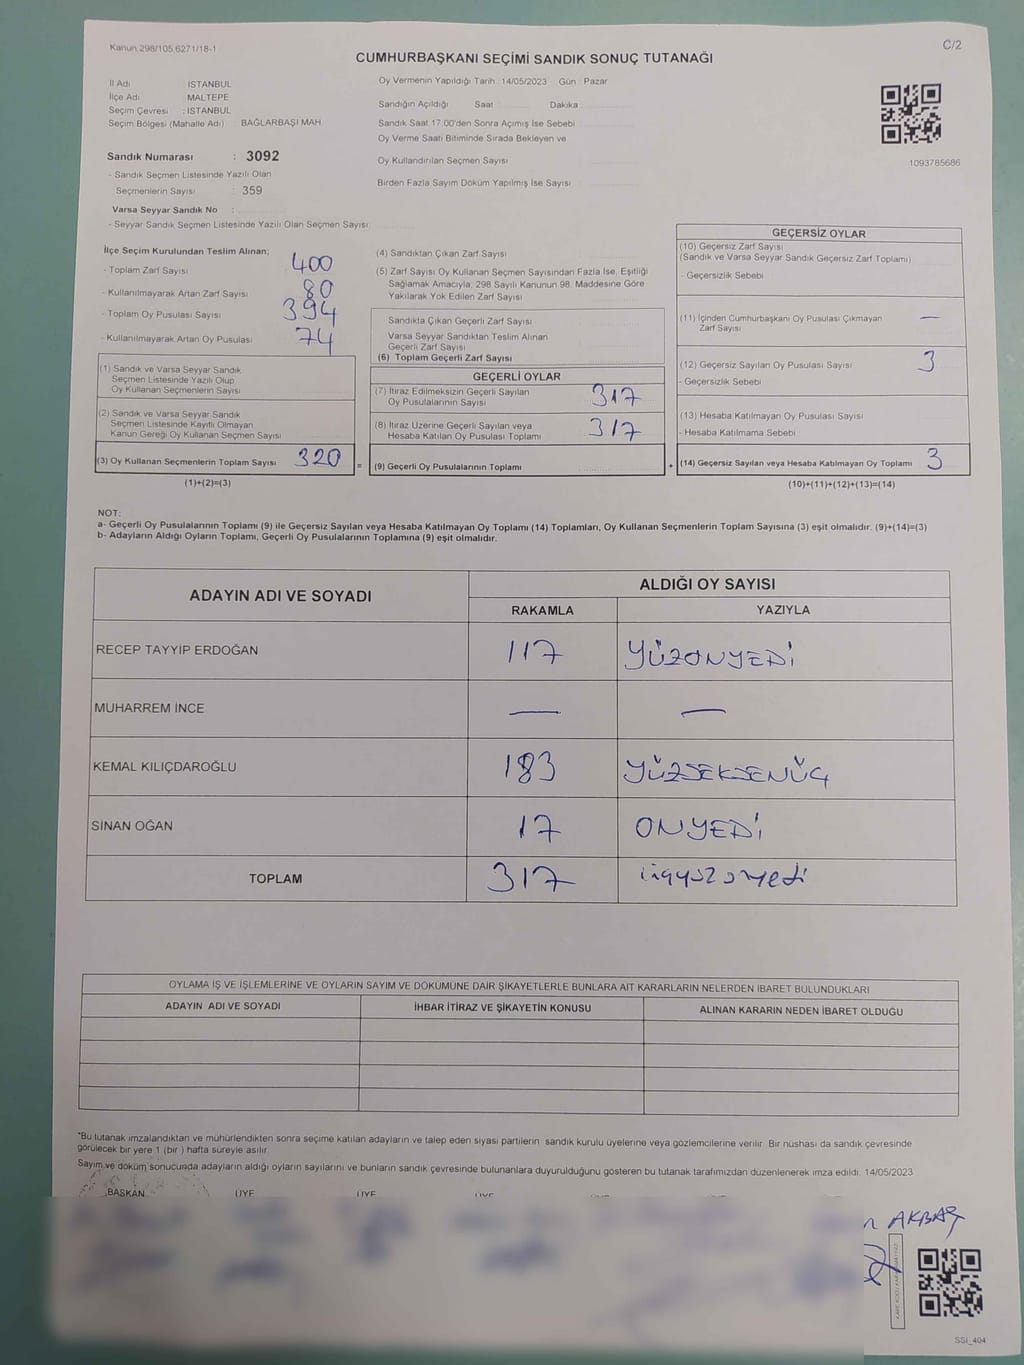 Kanun 298/105,6271/18-1
C/2
CUMHURBAŞKANI SEÇİMİ SANDIK SONUÇ TUTANAĞI
İl Adı : İSTANBUL
İlçe Adı MALTEPE
Seçim Çevresi : İSTANBUL
Seçim Bölgesi (Mahalle Adı) : BAĞLARBAŞI MAH
Sandık Numarası : 3092
- Sandık Seçmen Listesinde Yazılı Olan
Seçmenlerin Sayısı : 359
Varsa Seyyar Sandık No :
- Seyyar Sandık Seçmen Listesinde Yazılı Olan Seçmen Sayısı:
Oy Vermenin Yapıldığı Tarih : 14/05/2023 Gün : Pazar
Sandığın Açıldığı Saat : Dakika :
Sandık Saat 17:00'den Sonra Açımış İse Sebebi :
Oy Verme Saati Bitiminde Sırada Bekleyen ve
Oy Kullandırılan Seçmen Sayısı
Birden Fazla Sayım Döküm Yapılmış İse Sayısı :
1093785686
İlçe Seçim Kurulundan Teslim Alınan;
- Toplam Zarf Sayısı 400
- Kullanılmayarak Artan Zarf Sayısı 80
- Toplam Oy Pusulası Sayısı 394
- Kullanılmayarak Artan Oy Pusulası 74
(1) Sandık ve Varsa Seyyar Sandık
Seçmen Listesinde Yazılı Olup
Oy Kullanan Seçmenlerin Sayısı
(2) Sandık ve Varsa Seyyar Sandık
Seçmen Listesinde Kayıtlı Olmayan
Kanun Gereği Oy Kullanan Seçmen Sayısı
(3) Oy Kullanan Seçmenlerin Toplam Sayısı 320 =
(1)+(2)=(3)
(4) Sandıktan Çıkan Zarf Sayısı
(5) Zarf Sayısı Oy Kullanan Seçmen Sayısından Fazla İse, Eşitliği
Sağlamak Amacıyla; 298 Sayılı Kanunun 98. Maddesine Göre
Yakılarak Yok Edilen Zarf Sayısı
Sandıkta Çıkan Geçerli Zarf Sayısı
Varsa Seyyar Sandıktan Teslim Alınan
Geçerli Zarf Sayısı
(6) Toplam Geçerli Zarf Sayısı
GEÇERLİ OYLAR
(7) İtiraz Edilmeksizin Geçerli Sayılan
Oy Pusulalarının Sayısı 317
(8) İtiraz Üzerine Geçerli Sayılan veya
Hesaba Katılan Oy Pusulası Toplamı 317
(9) Geçerli Oy Pusulalarının Toplamı +
GEÇERSİZ OYLAR
(10) Geçersiz Zarf Sayısı
(Sandık ve Varsa Seyyar Sandık Geçersiz Zarf Toplamı)
- Geçersizlik Sebebi
(11) İçinden Cumhurbaşkanı Oy Pusulası Çıkmayan —
Zarf Sayısı
(12) Geçersiz Sayılan Oy Pusulası Sayısı 3
- Geçersizlik Sebebi
(13) Hesaba Katılmayan Oy Pusulası Sayısı
- Hesaba Katılmama Sebebi
(14) Geçersiz Sayılan veya Hesaba Katılmayan Oy Toplamı 3
(10)+(11)+(12)+(13)=(14)
NOT:
a- Geçerli Oy Pusulalarının Toplamı (9) ile Geçersiz Sayılan veya Hesaba Katılmayan Oy Toplamı (14) Toplamları, Oy Kullanan Seçmenlerin Toplam Sayısına (3) eşit olmalıdır. (9)+(14)=(3)
b- Adayların Aldığı Oyların Toplamı, Geçerli Oy Pusulalarının Toplamına (9) eşit olmalıdır.
ADAYIN ADI VE SOYADI ALDIĞI OY SAYISI
RAKAMLA YAZIYLA
RECEP TAYYİP ERDOĞAN 117 YÜZONYEDİ
MUHARREM İNCE — —
KEMAL KILIÇDAROĞLU 183 YÜZSEKSENÜÇ
SİNAN OĞAN 17 ONYEDİ
TOPLAM 317 üçyüzonyedi
OYLAMA İŞ VE İŞLEMLERİNE VE OYLARIN SAYIM VE DÖKÜMÜNE DAİR ŞİKAYETLERLE BUNLARA AİT KARARLARIN NELERDEN İBARET BULUNDUKLARI
ADAYIN ADI VE SOYADI İHBAR İTİRAZ VE ŞİKAYETİN KONUSU ALINAN KARARIN NEDEN İBARET OLDUĞU
*Bu tutanak imzalandıktan ve mühürlendikten sonra seçime katılan adayların ve talep eden siyasi partilerin sandık kurulu üyelerine veya gözlemcilerine verilir. Bir nüshası da sandık çevresinde
görülecek bir yere 1 (bir ) hafta süreyle asılır.
Sayım ve döküm sonucunda adayların aldığı oyların sayılarını ve bunların sandık çevresinde bulunanlara duyurulduğunu gösteren bu tutanak tarafımızdan düzenlenerek imza edildi. 14/05/2023
BAŞKAN ÜYE ÜYE ÜYE
AKBAŞ
SSİ_404